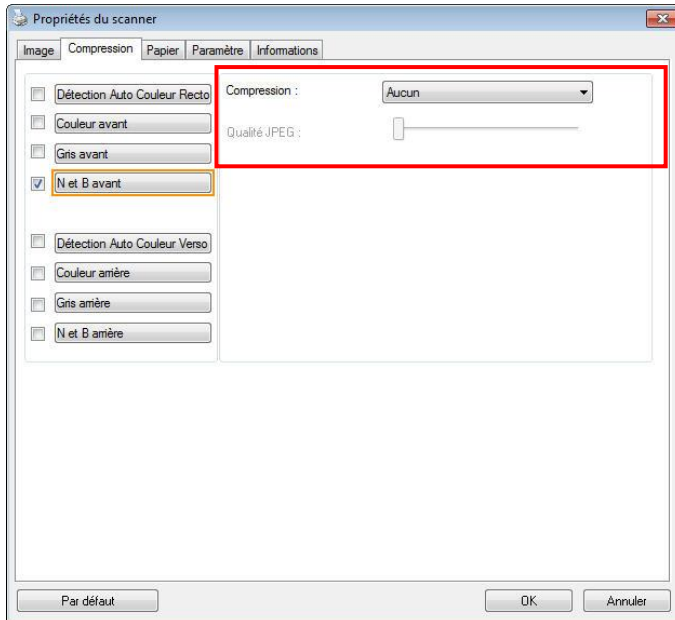 Propriétés du scanner
Image Compression Papier Paramètre Informations
Détection Auto Couleur Recto
Couleur avant
Gris avant
N et B avant
Détection Auto Couleur Verso
Couleur arrière
Gris arrière
N et B arrière
Compression : Aucun
Qualité JPEG :
Par défaut OK Annuler